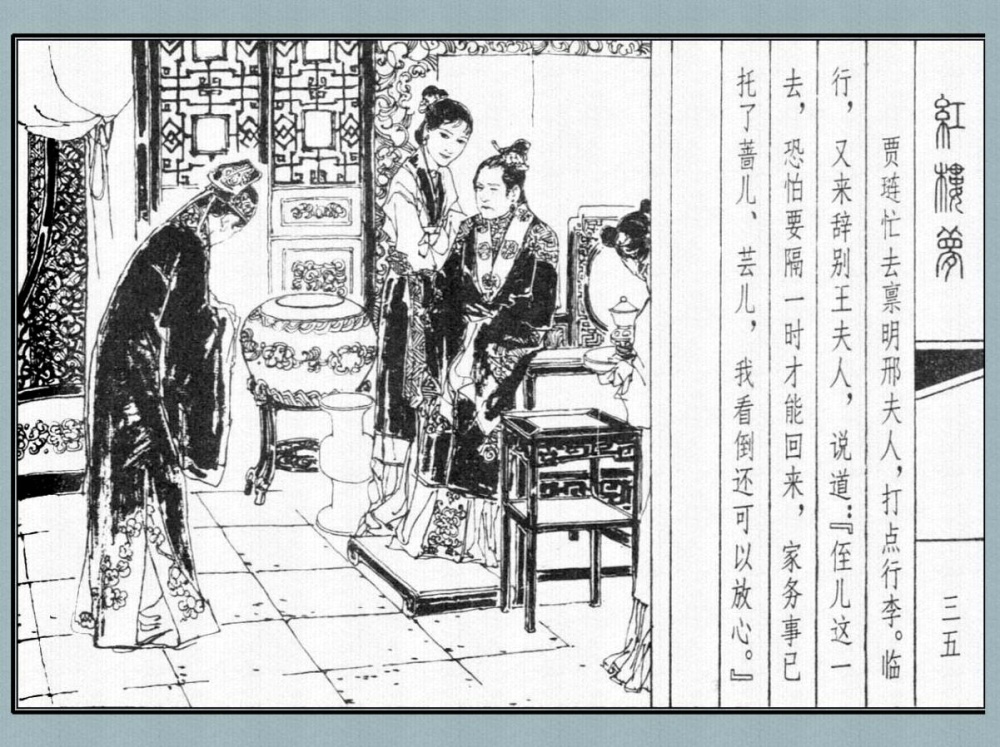 紅樓夢
三五
贾琏忙去禀明邢夫人，打点行李。临
行，又来辞别王夫人，说道：『侄儿这一
去，恐怕要隔一时才能回来，家务事已
托了蔷儿、芸儿，我看倒还可以放心。』